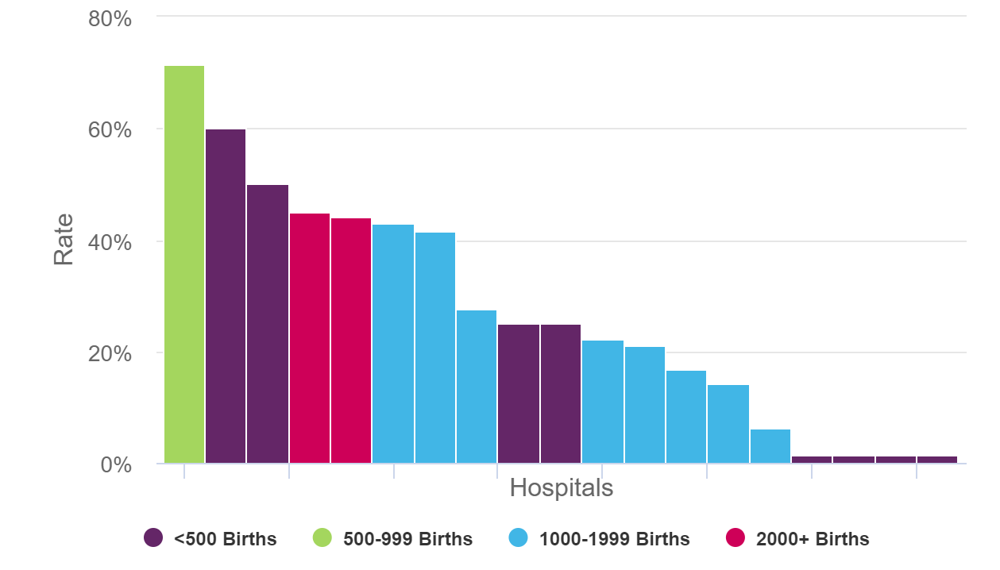 80%
60%
40%
20%
0%
Rate
Hospitals
<500 Births
500-999 Births
1000-1999 Births
2000+ Births